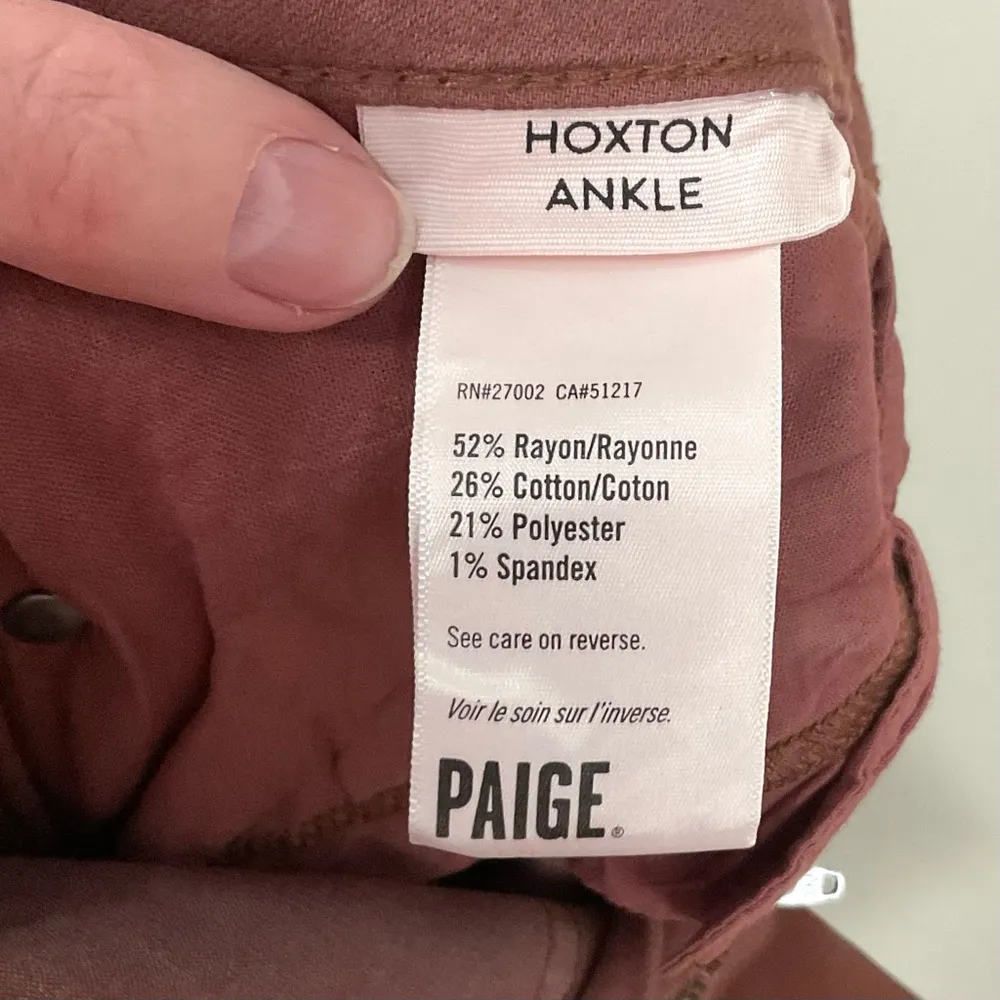 HOXTON
ANKLE
RN#27002 CA#51217
52% Rayon/Rayonne
26% Cotton/Coton
21% Polyester
1% Spandex
See care on reverse.
Voir le soin sur l'inverse.
PAIGE®